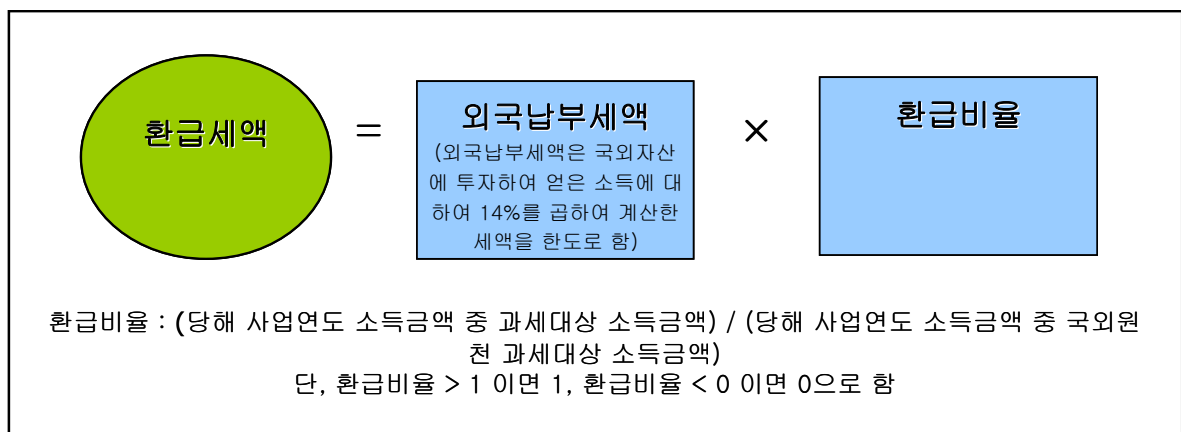 환급세액
=
외국납부세액
(외국납부세액은 국외자산
에 투자하여 얻은 소득에 대
하여 14%를 곱하여 계산한
세액을 한도로 함)
×
환급비율
환급비율 : (당해 사업연도 소득금액 중 과세대상 소득금액) / (당해 사업연도 소득금액 중 국외원
천 과세대상 소득금액)
단, 환급비율 > 1 이면 1, 환급비율 < 0 이면 0으로 함